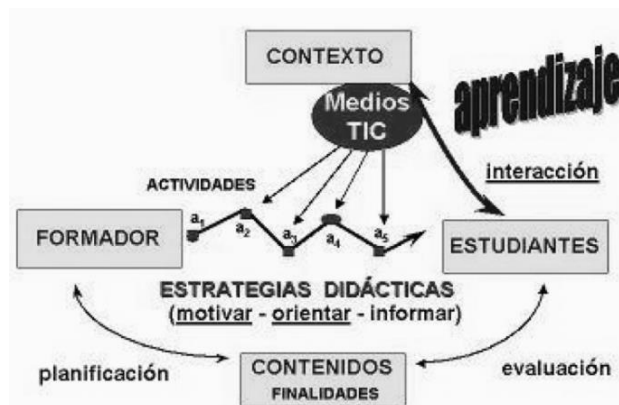 CONTEXTO
Medios
TIC
aprendizaje
interacción
ACTIVIDADES
a1
a2
a3
a4
a5
FORMADOR
ESTUDIANTES
ESTRATEGIAS DIDÁCTICAS
(motivar - orientar - informar)
planificación
CONTENIDOS
FINALIDADES
evaluación